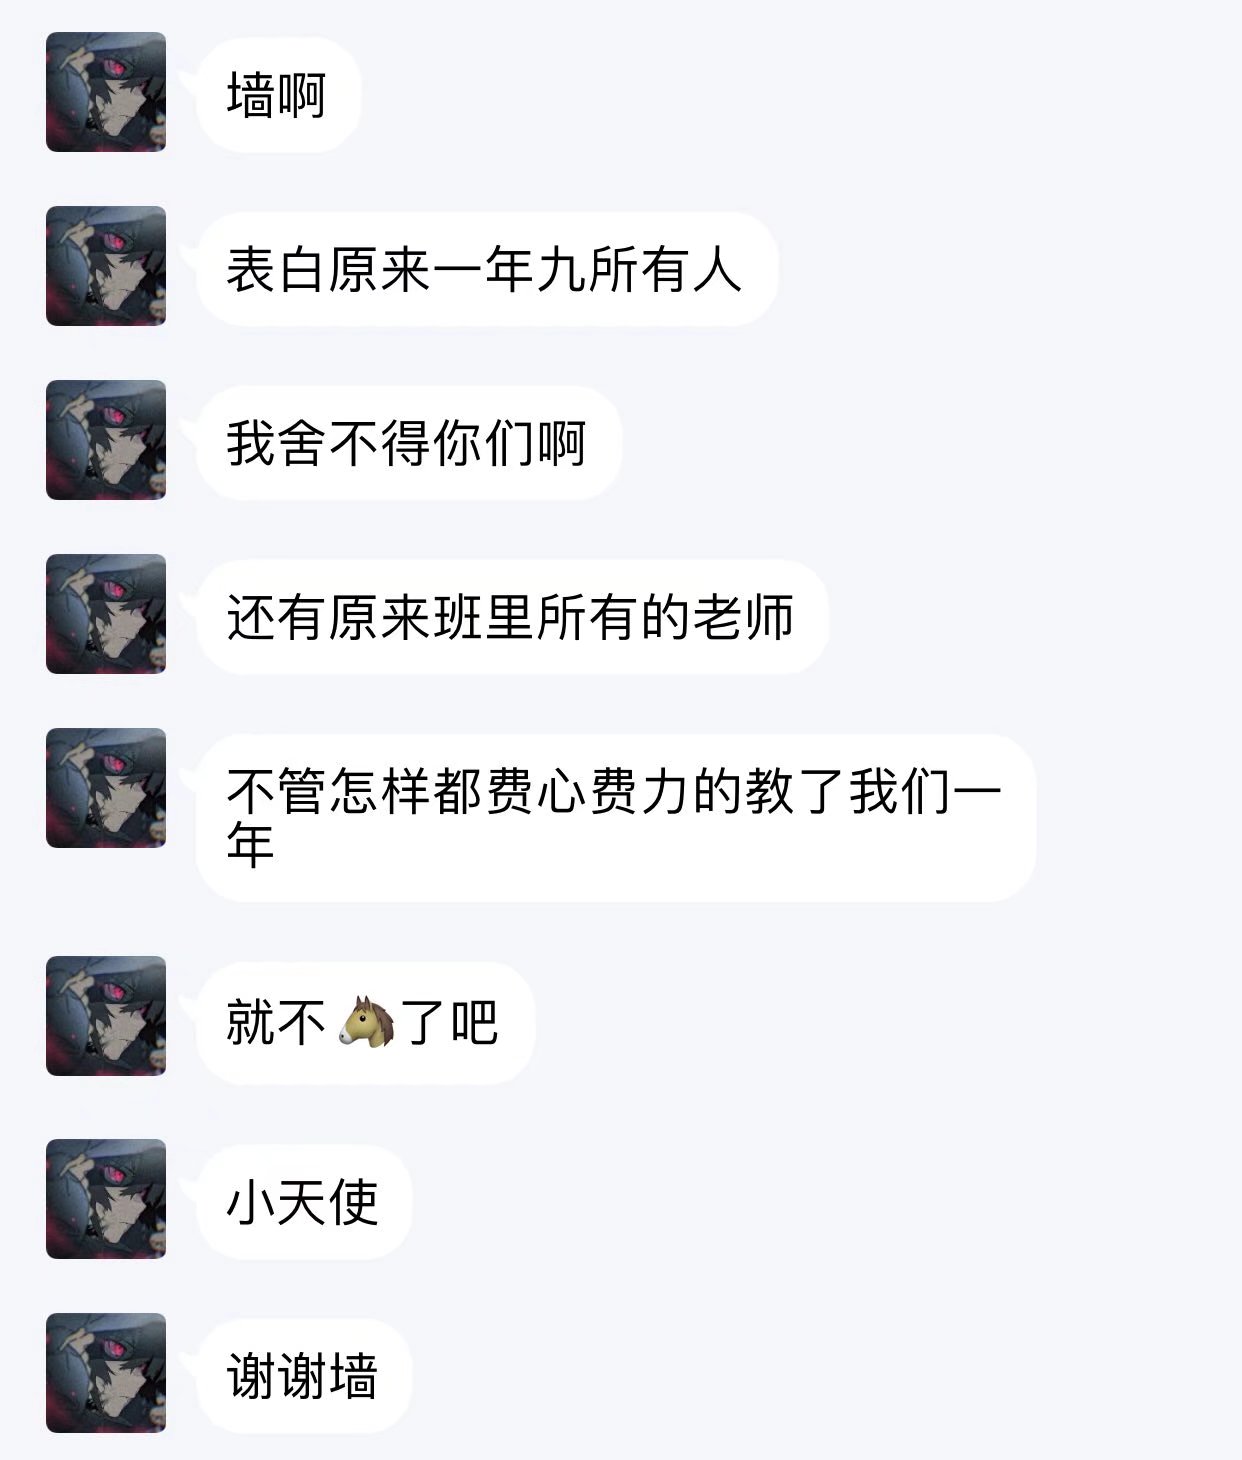 墙啊
表白原来一年九所有人
我舍不得你们啊
还有原来班里所有的老师
不管怎样都费心费力的教了我们一
年
就不🐴了吧
小天使
谢谢墙